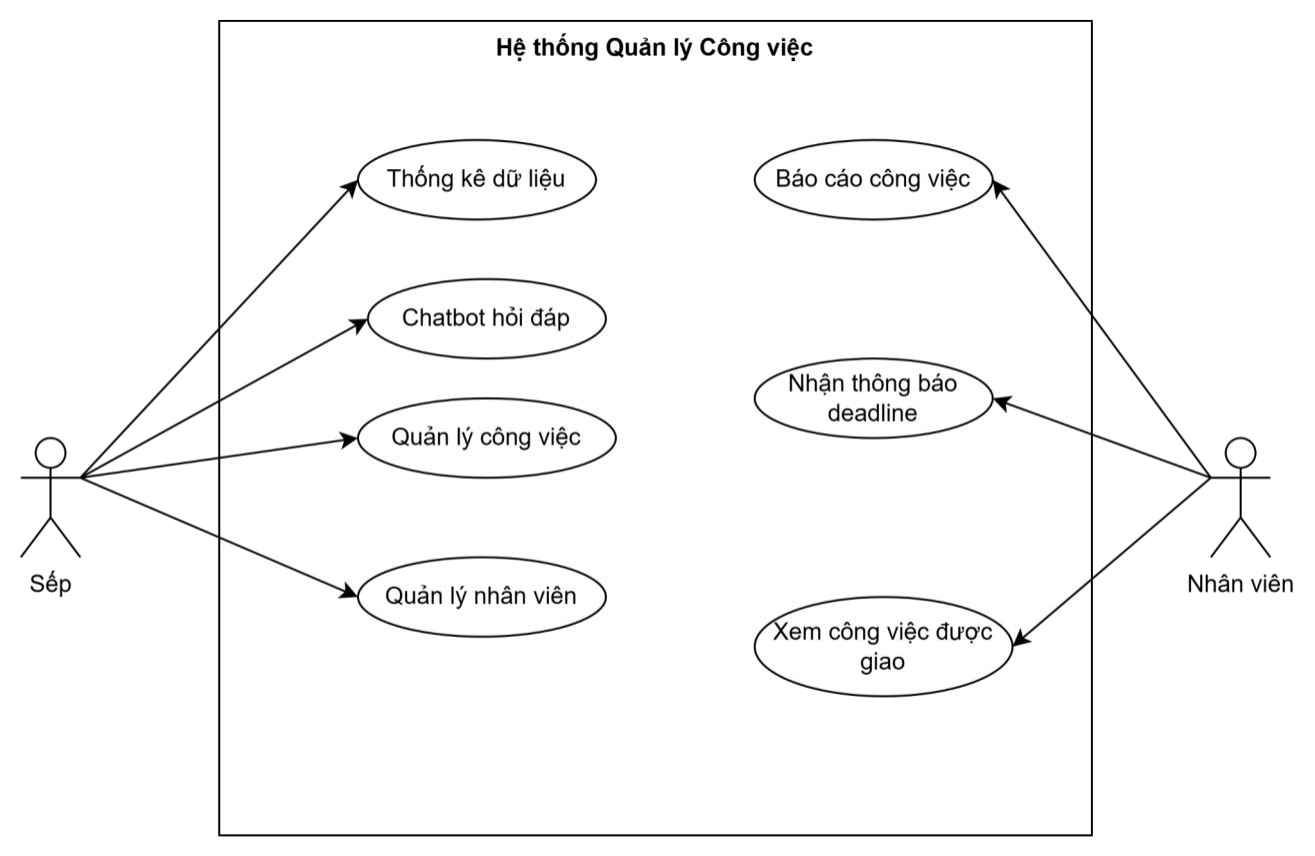 Hệ thống Quản lý Công việc
Thống kê dữ liệu
Chatbot hỏi đáp
Quản lý công việc
Quản lý nhân viên
Sếp
Báo cáo công việc
Nhận thông báo
deadline
Xem công việc được
giao
Nhân viên